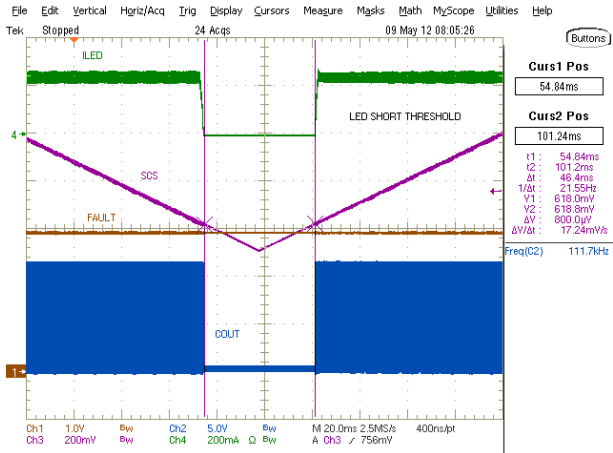 File Edit Vertical Horiz/Acq Trig Display Cursors Measure Masks Math MyScope Utilities Help
Tek Stopped 24 Acqs 09 May 12 08:05:26
Buttons
ILED
Curs1 Pos
54.84ms
LED SHORT THRESHOLD
Curs2 Pos
101.24ms
4
SCS
t1 : 54.84ms
t2 : 101.2ms
Δt : 46.4ms
1/Δt : 21.55Hz
V1 : 618.0mV
V2 : 618.8mV
ΔV : 800.0µV
ΔV/Δt : 17.24mV/s
FAULT
Freq(C2) 111.7kHz
COUT
1
Ch1 1.0V Bw Ch2 5.0V Bw M 20.0ms 2.5MS/s 400ns/pt
Ch3 200mV Bw Ch4 200mA Ω Bw A Ch3 ∕ 756mV